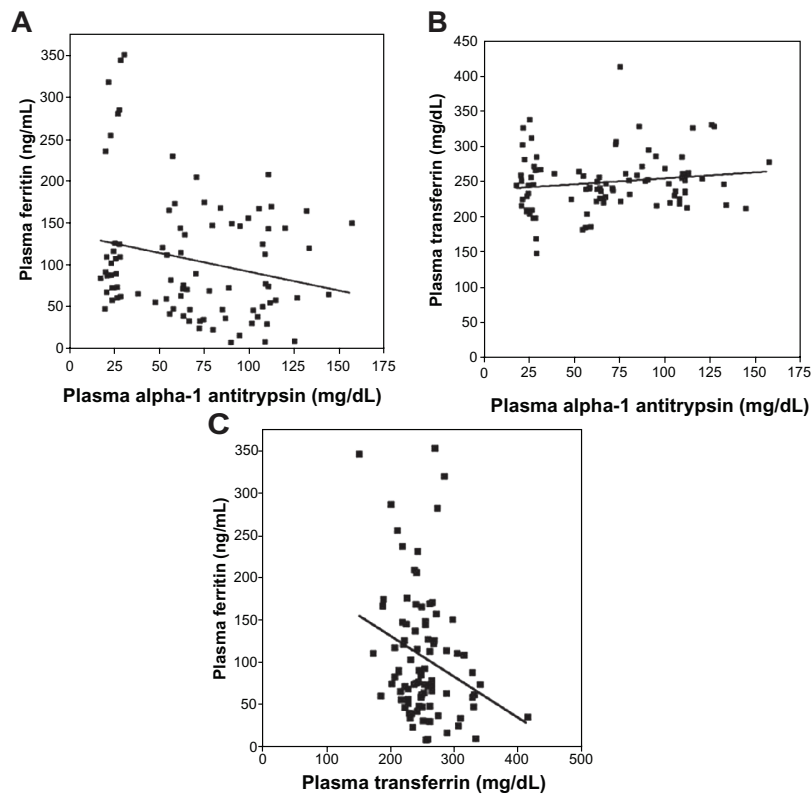 A
Plasma ferritin (ng/mL)
350
300
250
200
150
100
50
0
0 25 50 75 100 125 150 175
Plasma alpha-1 antitrypsin (mg/dL)
B
Plasma transferrin (mg/dL)
450
400
350
300
250
200
150
100
50
0
0 25 50 75 100 125 150 175
Plasma alpha-1 antitrypsin (mg/dL)
C
Plasma ferritin (ng/mL)
350
300
250
200
150
100
50
0
0 100 200 300 400 500
Plasma transferrin (mg/dL)